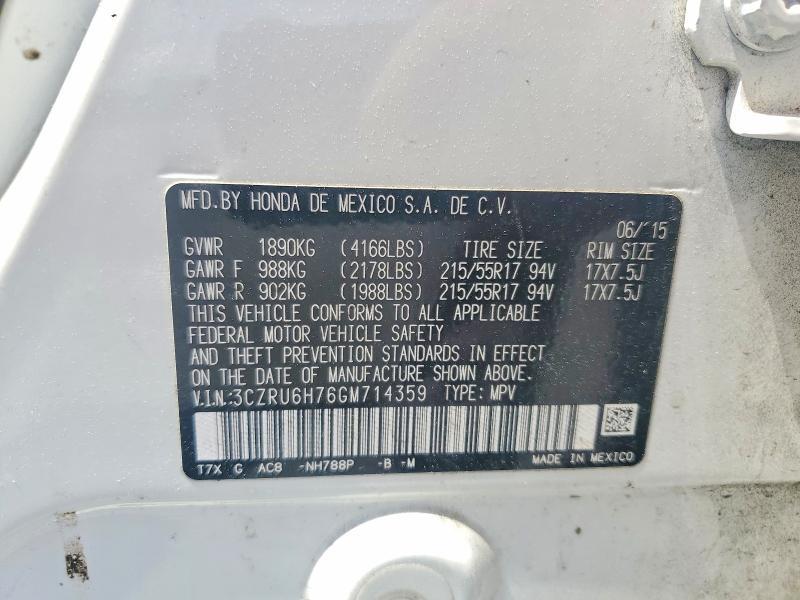 MFD.BY HONDA DE MEXICO S.A. DE C.V.
06/'15
GVWR 1890KG (4166LBS) TIRE SIZE RIM SIZE
GAWR F 988KG (2178LBS) 215/55R17 94V 17X7.5J
GAWR R 902KG (1988LBS) 215/55R17 94V 17X7.5J
THIS VEHICLE CONFORMS TO ALL APPLICABLE
FEDERAL MOTOR VEHICLE SAFETY
AND THEFT PREVENTION STANDARDS IN EFFECT
ON THE DATE OF MANUFACTURE SHOWN ABOVE.
V.I.N:3CZRU6H76GM714359 TYPE: MPV
T7X G AC8 -NH788P -B -M MADE IN MEXICO